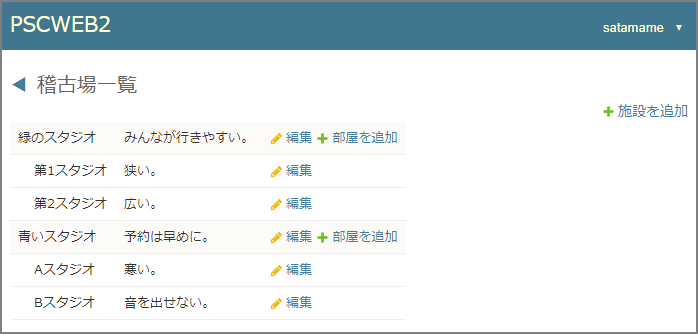 PSCWEB2 satamame ▼
◀ 稽古場一覧
施設を追加
緑のスタジオ みんなが行きやすい。 編集 部屋を追加
第1スタジオ 狭い。 編集
第2スタジオ 広い。 編集
青いスタジオ 予約は早めに。 編集 部屋を追加
Aスタジオ 寒い。 編集
Bスタジオ 音を出せない。 編集